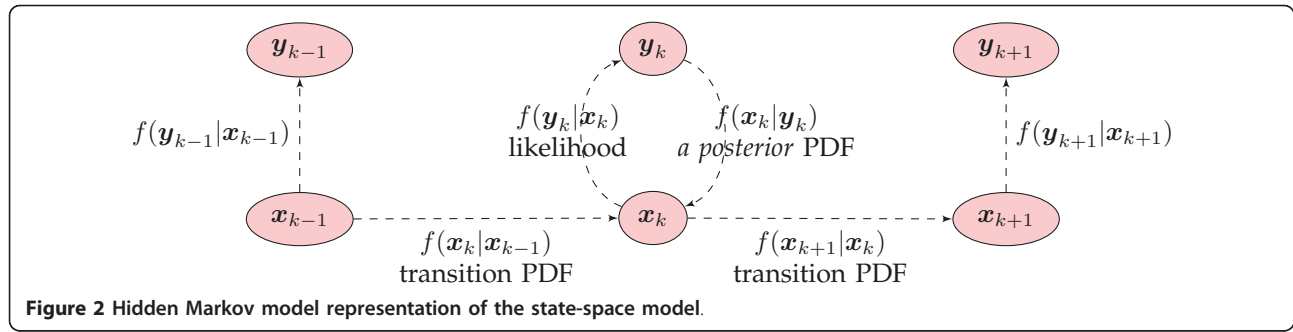 y_{k−1} y_k y_{k+1}
f(y_{k−1}|x_{k−1}) f(y_k|x_k) f(x_k|y_k) f(y_{k+1}|x_{k+1})
likelihood a posterior PDF
x_{k−1} x_k x_{k+1}
f(x_k|x_{k−1}) f(x_{k+1}|x_k)
transition PDF transition PDF
Figure 2 Hidden Markov model representation of the state-space model.